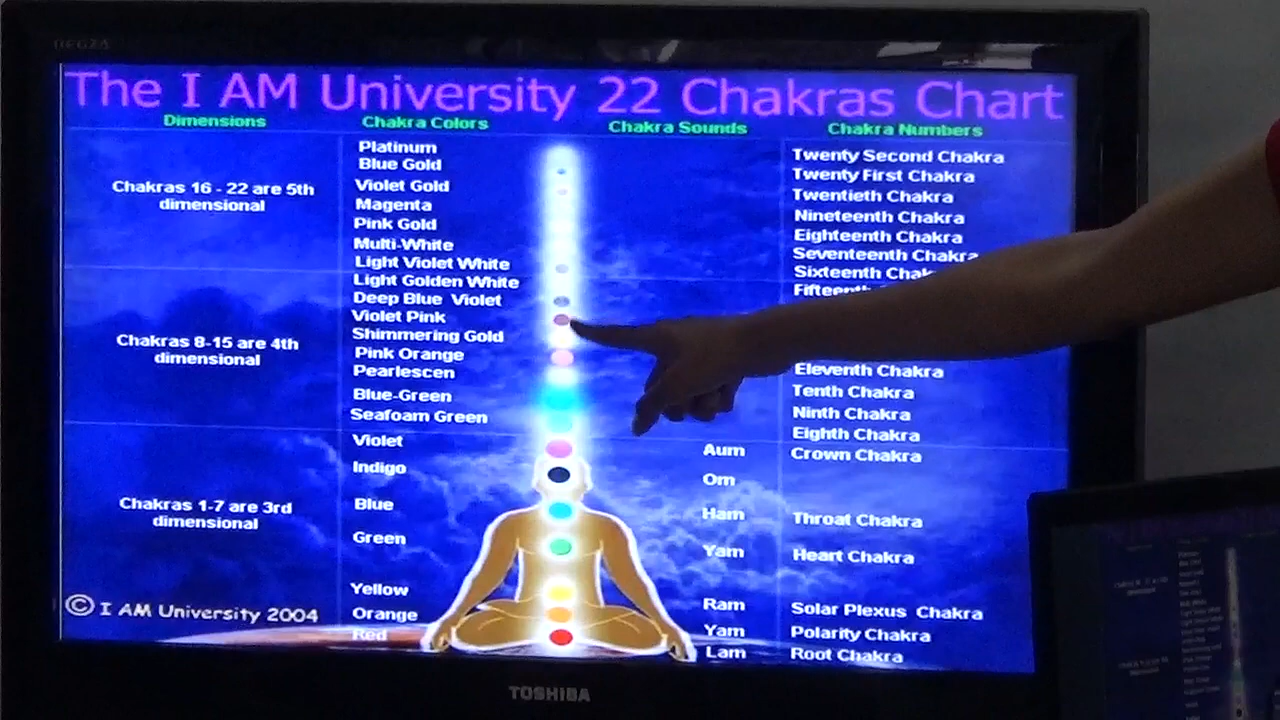 REGZA
The I AM University 22 Chakras Chart
Dimensions Chakra Colors Chakra Sounds Chakra Numbers
Platinum Twenty Second Chakra
Blue Gold Twenty First Chakra
Chakras 16 - 22 are 5th
dimensional
Violet Gold Twentieth Chakra
Magenta Nineteenth Chakra
Pink Gold Eighteenth Chakra
Multi-White Seventeenth Chakra
Light Violet White Sixteenth
Light Golden White
Deep Blue Violet
Violet Pink
Shimmering Gold
Chakras 8-15 are 4th
dimensional
Pink Orange
Pearlescen Eleventh Chakra
Blue-Green Tenth Chakra
Seafoam Green Ninth Chakra
Eighth Chakra
Violet Aum Crown Chakra
Indigo Om
Chakras 1-7 are 3rd
dimensional
Blue Ham Throat Chakra
Green Yam Heart Chakra
Yellow Ram Solar Plexus Chakra
Orange Yam Polarity Chakra
Red Lam Root Chakra
© I AM University 2004
TOSHIBA